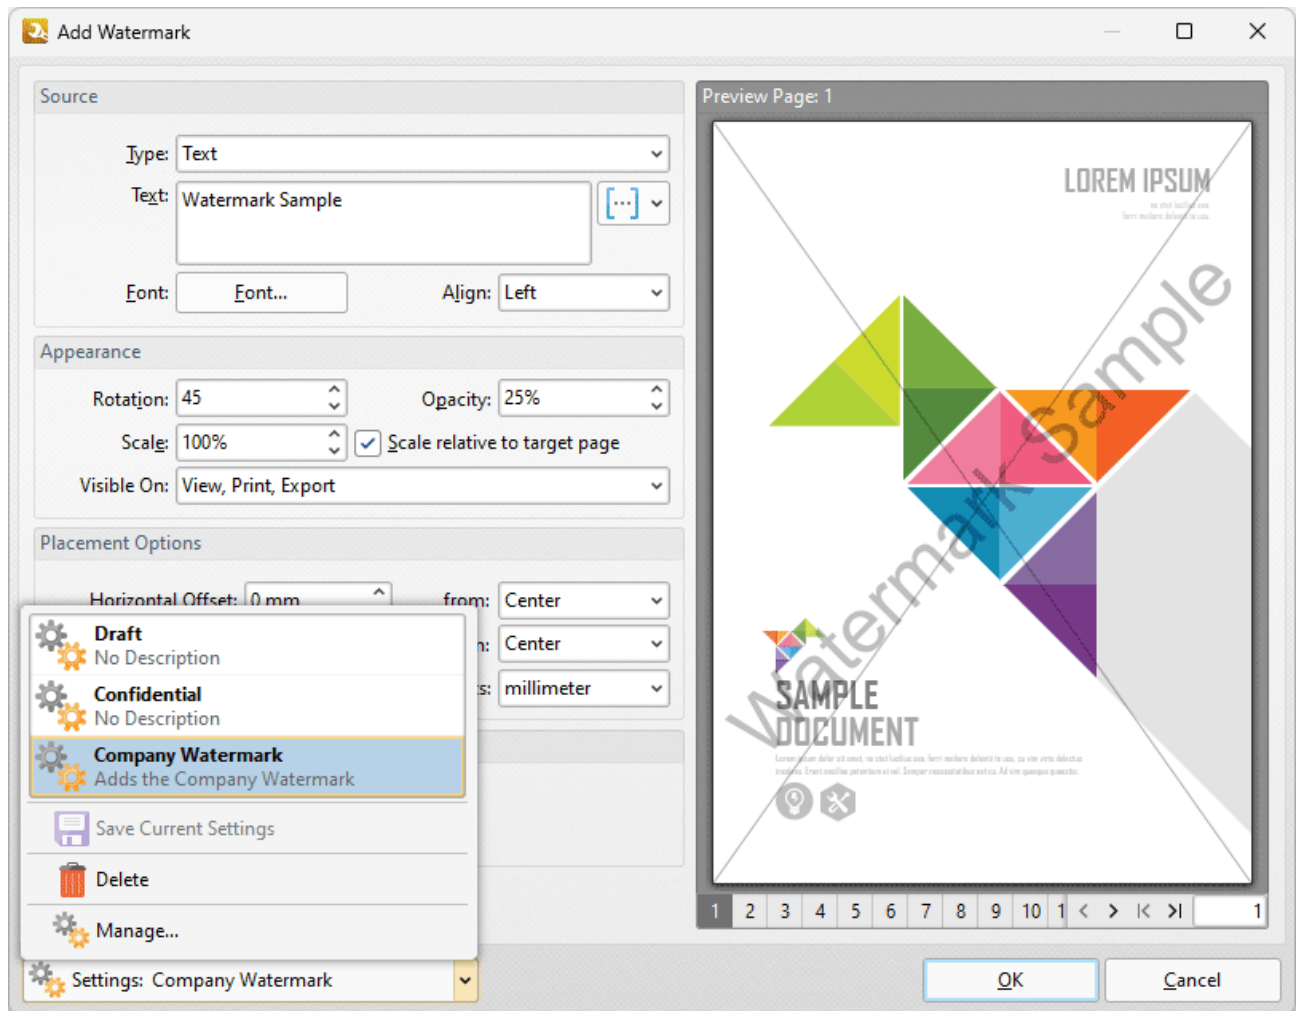 Add Watermark
Source
Type: Text
Text: Watermark Sample
Font: Font... Align: Left
Appearance
Rotation: 45 Opacity: 25%
Scale: 100% Scale relative to target page
Visible On: View, Print, Export
Placement Options
Horizontal Offset: 0 mm from: Center
Center
millimeter
Draft
No Description
Confidential
No Description
Company Watermark
Adds the Company Watermark
Save Current Settings
Delete
Manage...
Settings: Company Watermark
Preview Page: 1
LOREM IPSUM
Watermark Sample
SAMPLE
DOCUMENT
1 2 3 4 5 6 7 8 9 10 1 1
OK Cancel